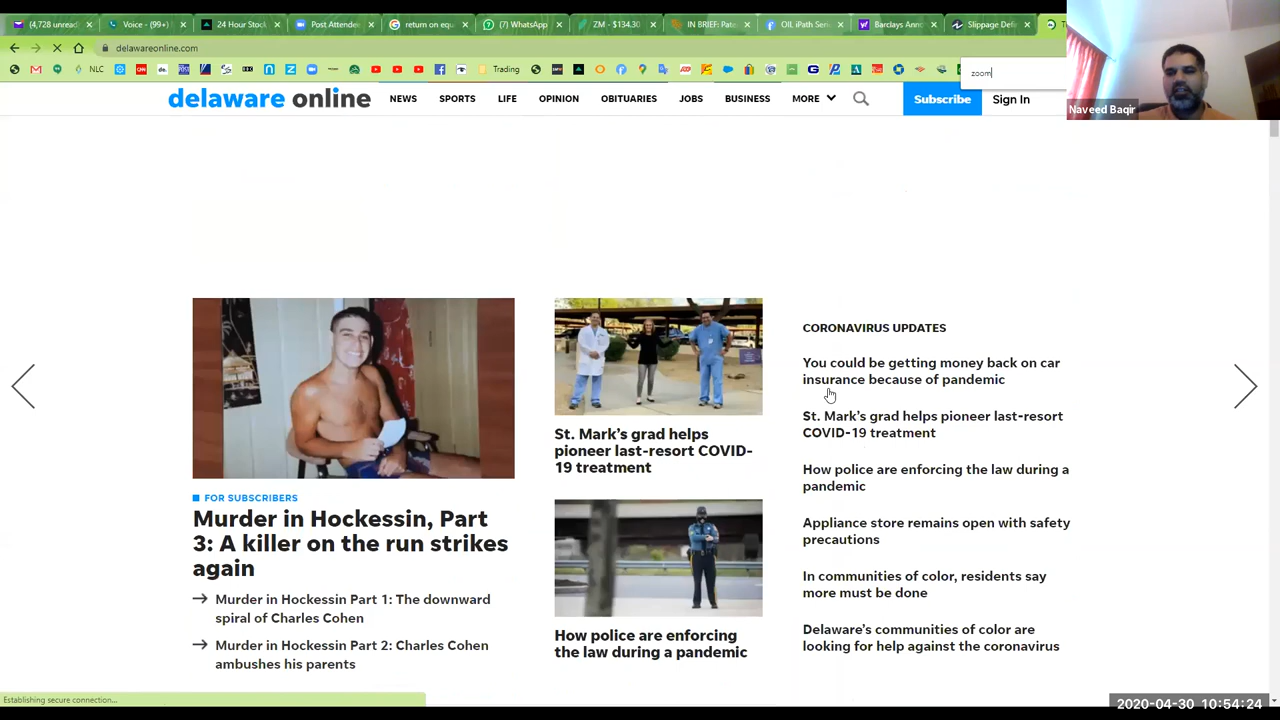 (4,728 unread
Voice - (99+)
24 Hour Stock
Post Attendee
return on equ
(7) WhatsApp
ZM - $134.30
IN BRIEF: Pate
OIL iPath Seri
Barclays Anno
Slippage Defi
delawareonline.com
NLC
Trading
zoom
Naveed Baqir
delaware online
NEWS
SPORTS
LIFE
OPINION
OBITUARIES
JOBS
BUSINESS
MORE
Subscribe
Sign In
FOR SUBSCRIBERS
Murder in Hockessin, Part
3: A killer on the run strikes
again
Murder in Hockessin Part 1: The downward
spiral of Charles Cohen
Murder in Hockessin Part 2: Charles Cohen
ambushes his parents
St. Mark's grad helps
pioneer last-resort COVID-
19 treatment
How police are enforcing
the law during a pandemic
CORONAVIRUS UPDATES
You could be getting money back on car
insurance because of pandemic
St. Mark's grad helps pioneer last-resort
COVID-19 treatment
How police are enforcing the law during a
pandemic
Appliance store remains open with safety
precautions
In communities of color, residents say
more must be done
Delaware's communities of color are
looking for help against the coronavirus
Establishing secure connection...
2020-04-30 10:54:24